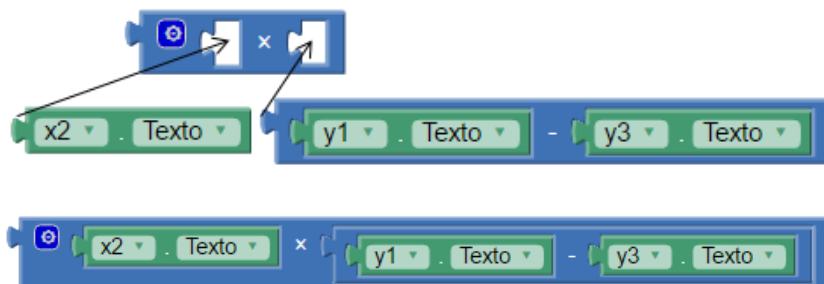 ×
x2 . Texto y1 . Texto - y3 . Texto
x2 . Texto × y1 . Texto - y3 . Texto